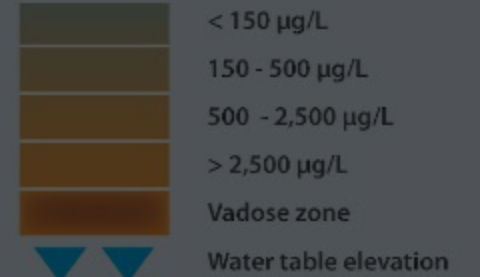 < 150 µg/L
150 - 500 µg/L
500 - 2,500 µg/L
> 2,500 µg/L
Vadose zone
Water table elevation